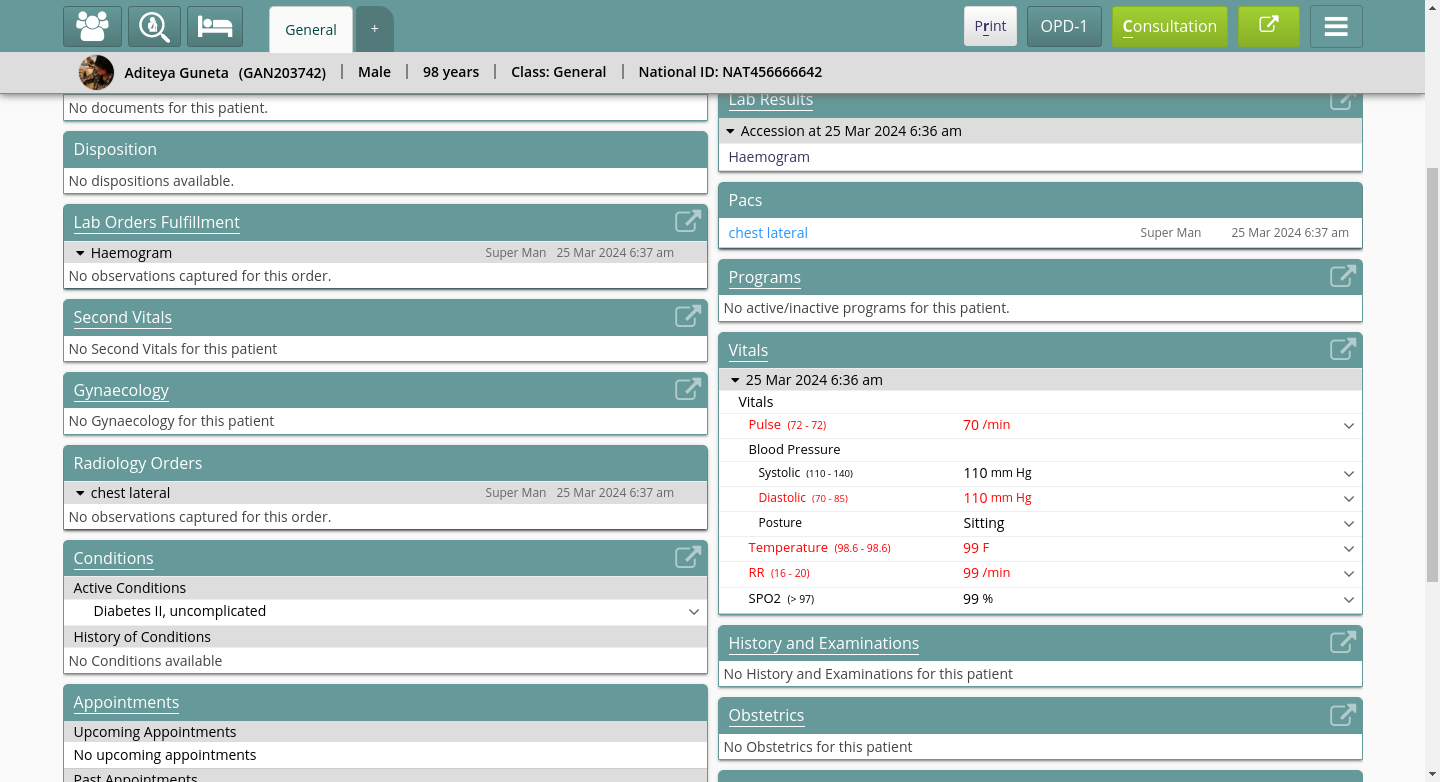 General
+
Print
OPD-1
Consultation
Aditeya Guneta (GAN203742) | Male | 98 years | Class: General | National ID: NAT456666642
No documents for this patient.
Disposition
No dispositions available.
Lab Orders Fulfillment
Haemogram Super Man 25 Mar 2024 6:37 am
No observations captured for this order.
Second Vitals
No Second Vitals for this patient
Gynaecology
No Gynaecology for this patient
Radiology Orders
chest lateral Super Man 25 Mar 2024 6:37 am
No observations captured for this order.
Conditions
Active Conditions
Diabetes II, uncomplicated
History of Conditions
No Conditions available
Appointments
Upcoming Appointments
No upcoming appointments
Past Appointments
Lab Results
Accession at 25 Mar 2024 6:36 am
Haemogram
Pacs
chest lateral Super Man 25 Mar 2024 6:37 am
Programs
No active/inactive programs for this patient.
Vitals
25 Mar 2024 6:36 am
Vitals
Pulse (72 - 72) 70 /min
Blood Pressure
Systolic (110 - 140) 110 mm Hg
Diastolic (70 - 85) 110 mm Hg
Posture Sitting
Temperature (98.6 - 98.6) 99 F
RR (16 - 20) 99 /min
SPO2 (> 97) 99 %
History and Examinations
No History and Examinations for this patient
Obstetrics
No Obstetrics for this patient